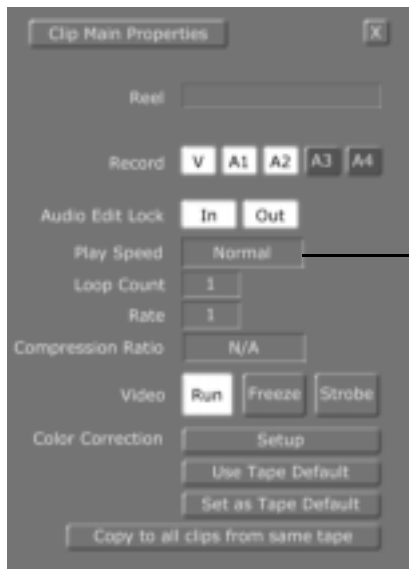 Clip Main Properties X
Reel
Record V A1 A2 A3 A4
Audio Edit Lock In Out
Play Speed Normal
Loop Count 1
Rate 1
Compression Ratio N/A
Video Run Freeze Strobe
Color Correction Setup
Use Tape Default
Set as Tape Default
Copy to all clips from same tape